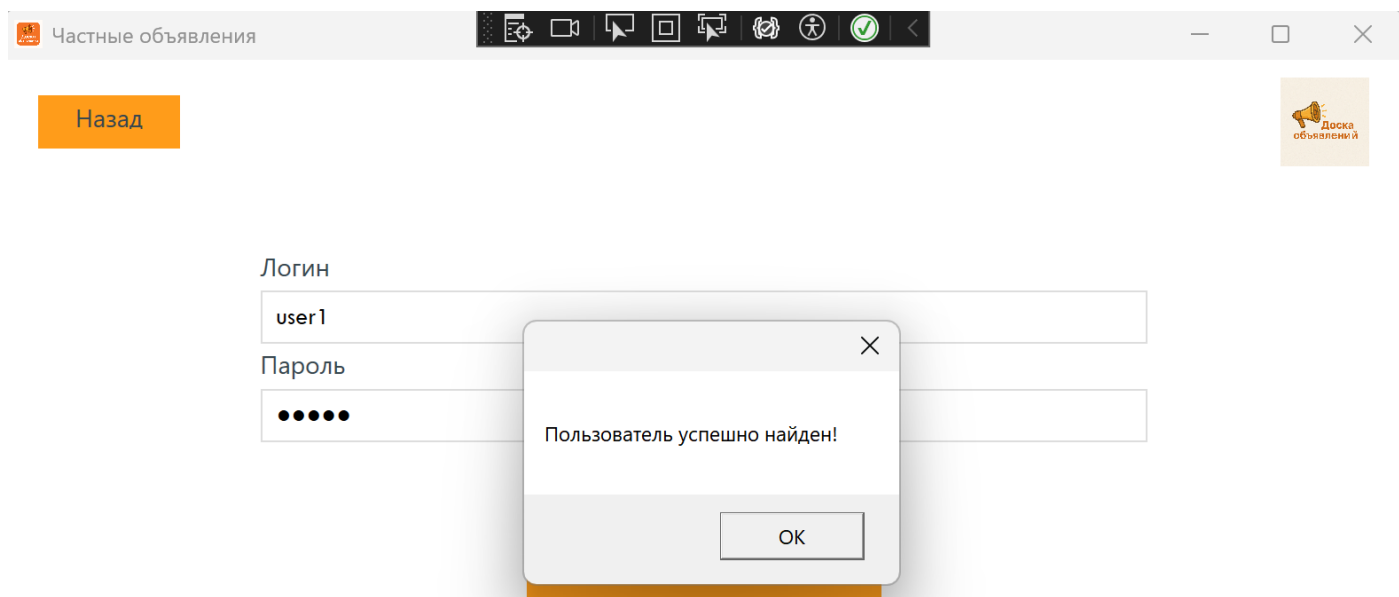 Частные объявления
Назад
Доска
объявлений
Логин
user1
Пароль
Пользователь успешно найден!
OK